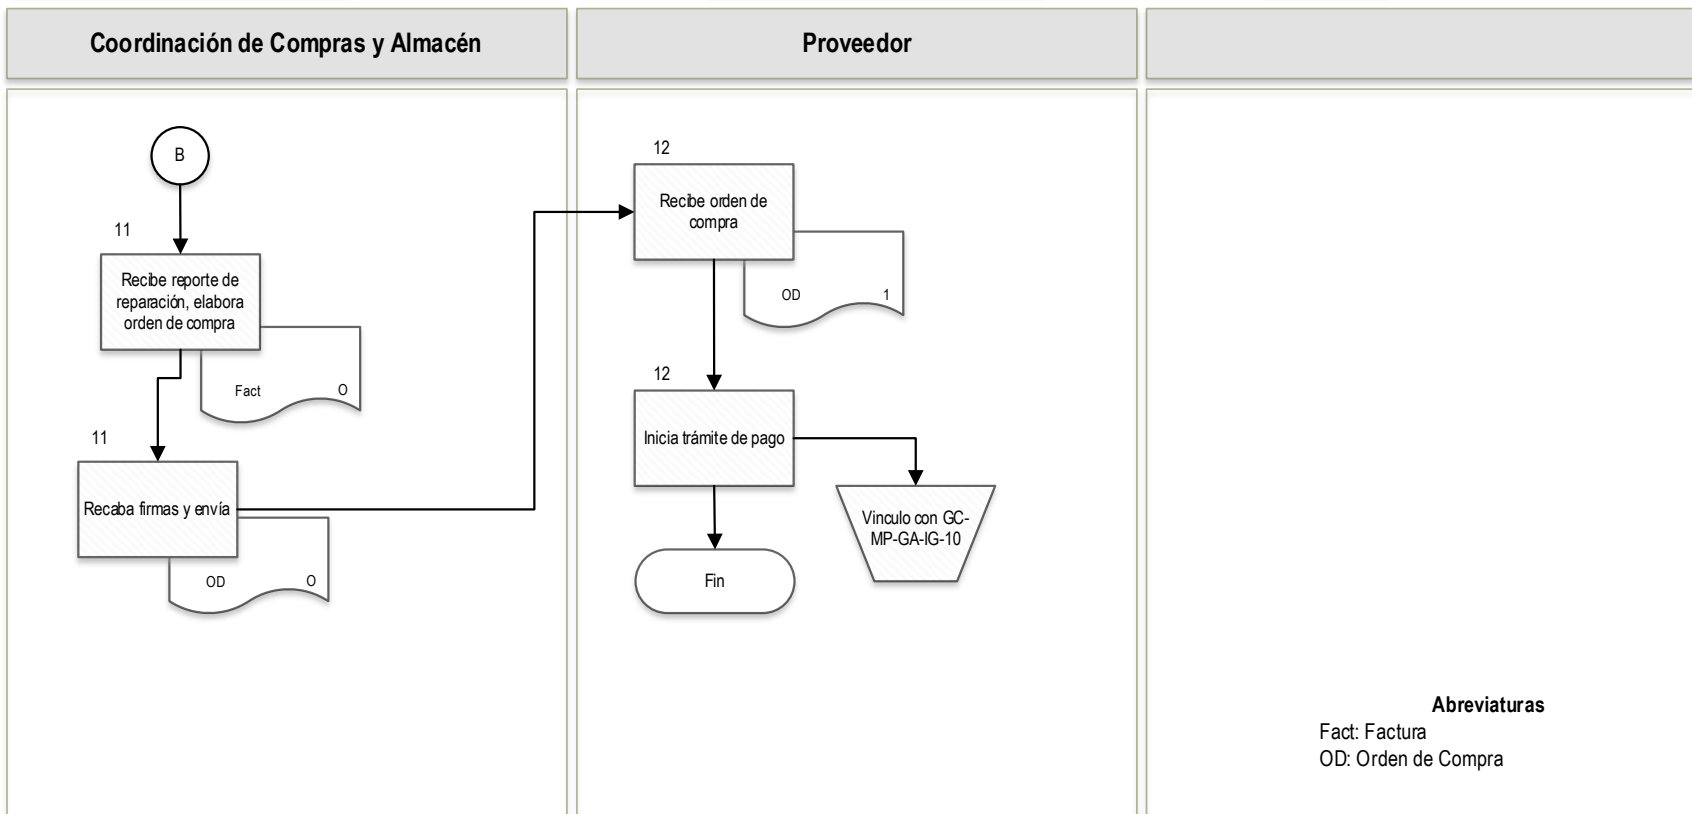 Coordinación de Compras y Almacén
Proveedor
B
11
Recibe reporte de
reparación, elabora
orden de compra
Fact
O
11
Recaba firmas y envía
OD
O
12
Recibe orden de
compra
OD
1
12
Inicia trámite de pago
Vinculo con GC-
MP-GA-IG-10
Fin
Abreviaturas
Fact: Factura
OD: Orden de Compra